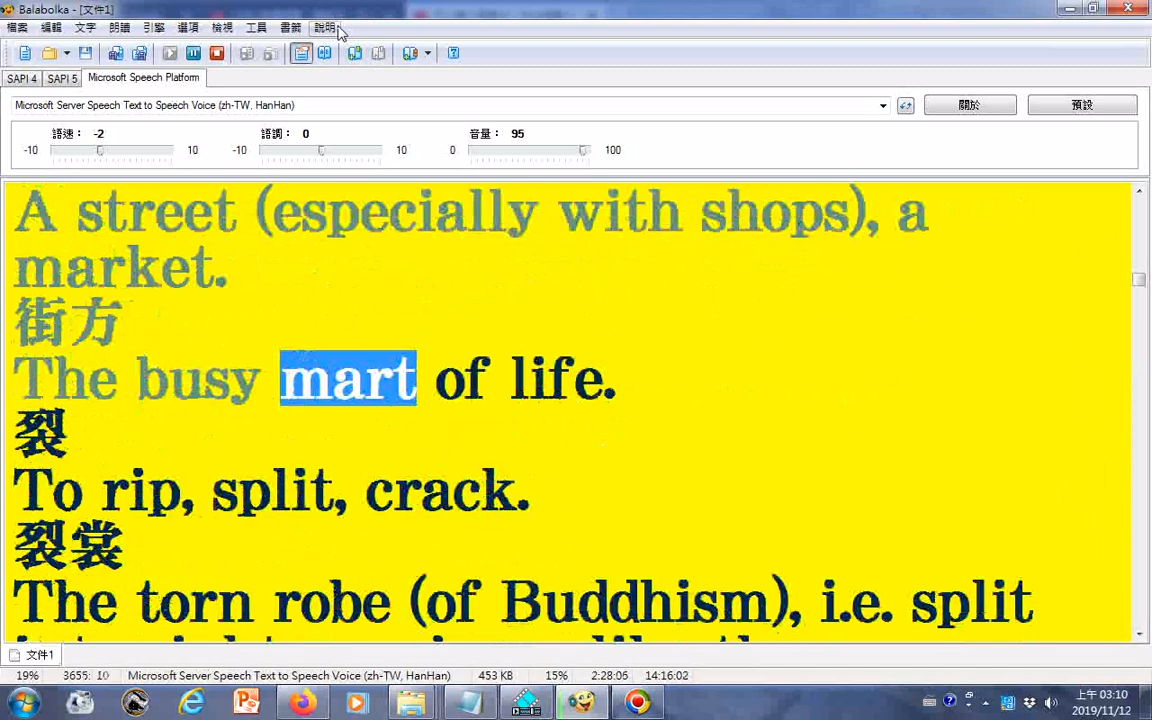 Balabolka - [文件1]
檔案 編輯 文字 朗讀 引擎 選項 檢視 工具 書籤 說明
SAPI 4 SAPI 5 Microsoft Speech Platform
Microsoft Server Speech Text to Speech Voice (zh-TW, HanHan) 關於 預設
語速： -2 語調： 0 音量： 95
-10 10 -10 10 0 100
A street (especially with shops), a
market.
街方
The busy mart of life.
裂
To rip, split, crack.
裂裳
The torn robe (of Buddhism), i.e. split
文件1
19% 3655: 10 Microsoft Server Speech Text to Speech Voice (zh-TW, HanHan) 453 KB 15% 2:28:06 14:16:02
上午 03:10
2019/11/12